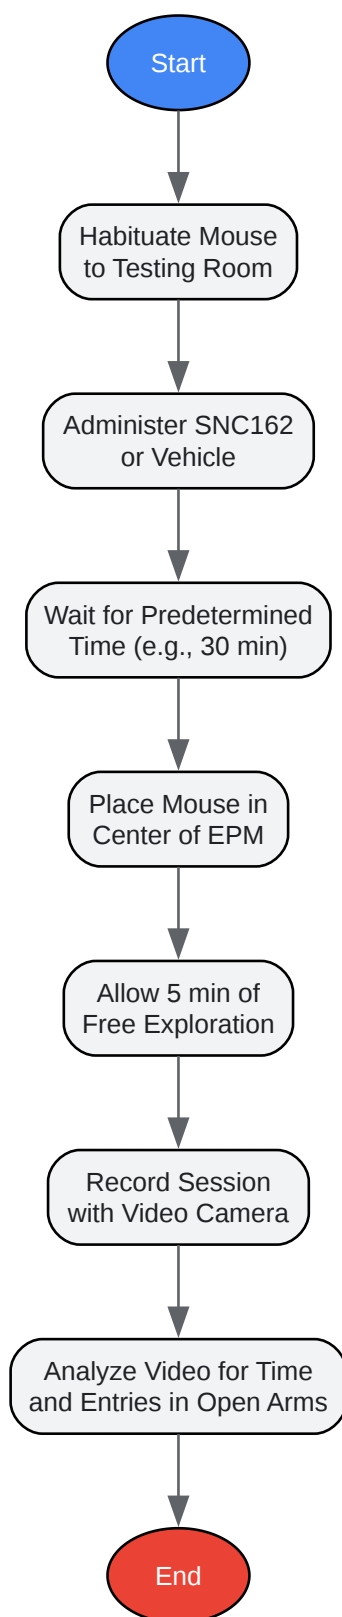 Start
Habituate Mouse
to Testing Room
Administer SNC162
or Vehicle
Wait for Predetermined
Time (e.g., 30 min)
Place Mouse in
Center of EPM
Allow 5 min of
Free Exploration
Record Session
with Video Camera
Analyze Video for Time
and Entries in Open Arms
End